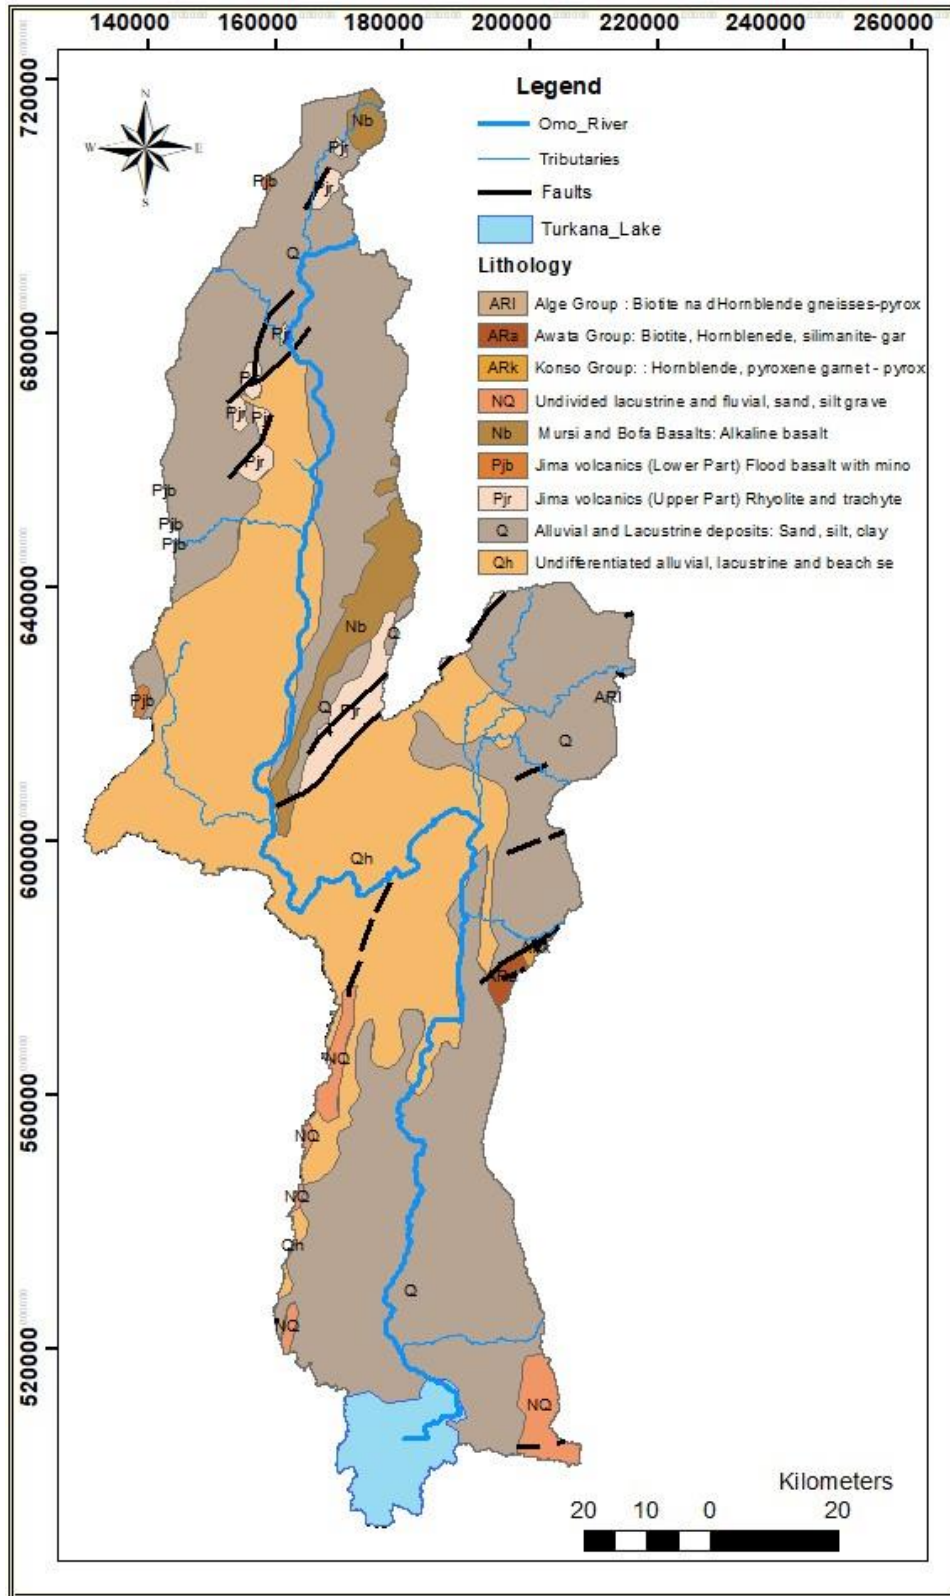 140000 160000 180000 200000 220000 240000 260000
720000
680000
640000
600000
560000
520000
N
W E
S
Legend
Omo_River
Tributaries
Faults
Turkana_Lake
Lithology
ARl Alge Group : Biotite na dHornblende gneisses-pyrox
ARa Awata Group: Biotite, Hornblenede, silimanite- gar
ARk Konso Group: : Hornblende, pyroxene garnet - pyrox
NQ Undivided lacustrine and fluvial, sand, silt grave
Nb Mursi and Bofa Basalts: Alkaline basalt
Pjb Jima volcanics (Lower Part) Flood basalt with mino
Pjr Jima volcanics (Upper Part) Rhyolite and trachyte
Q Alluvial and Lacustrine deposits: Sand, silt, clay
Qh Undifferentiated alluvial, lacustrine and beach se
Nb
Pjr
Pjb
Pjr
Q
Pjr
Pjr
Pjr
Pjb
Pjb
Pjb
Nb
Q
Pjb
ARl
Q
Pjr
Q
Qh
NQ
NQ
NQ
Qh
Q
NQ
NQ
Kilometers
20 10 0 20